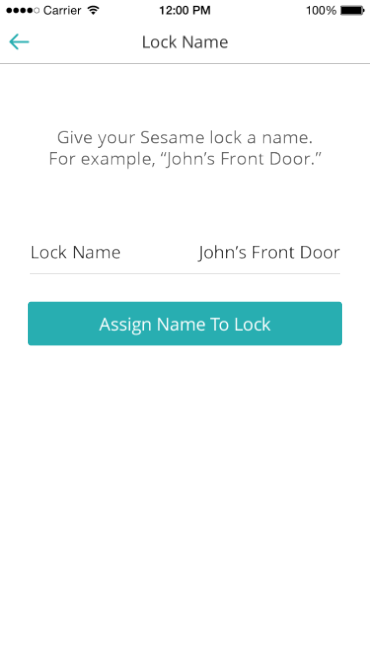 Carrier 12:00 PM 100%
Lock Name
Give your Sesame lock a name.
For example, “John’s Front Door.”
Lock Name John’s Front Door
Assign Name To Lock